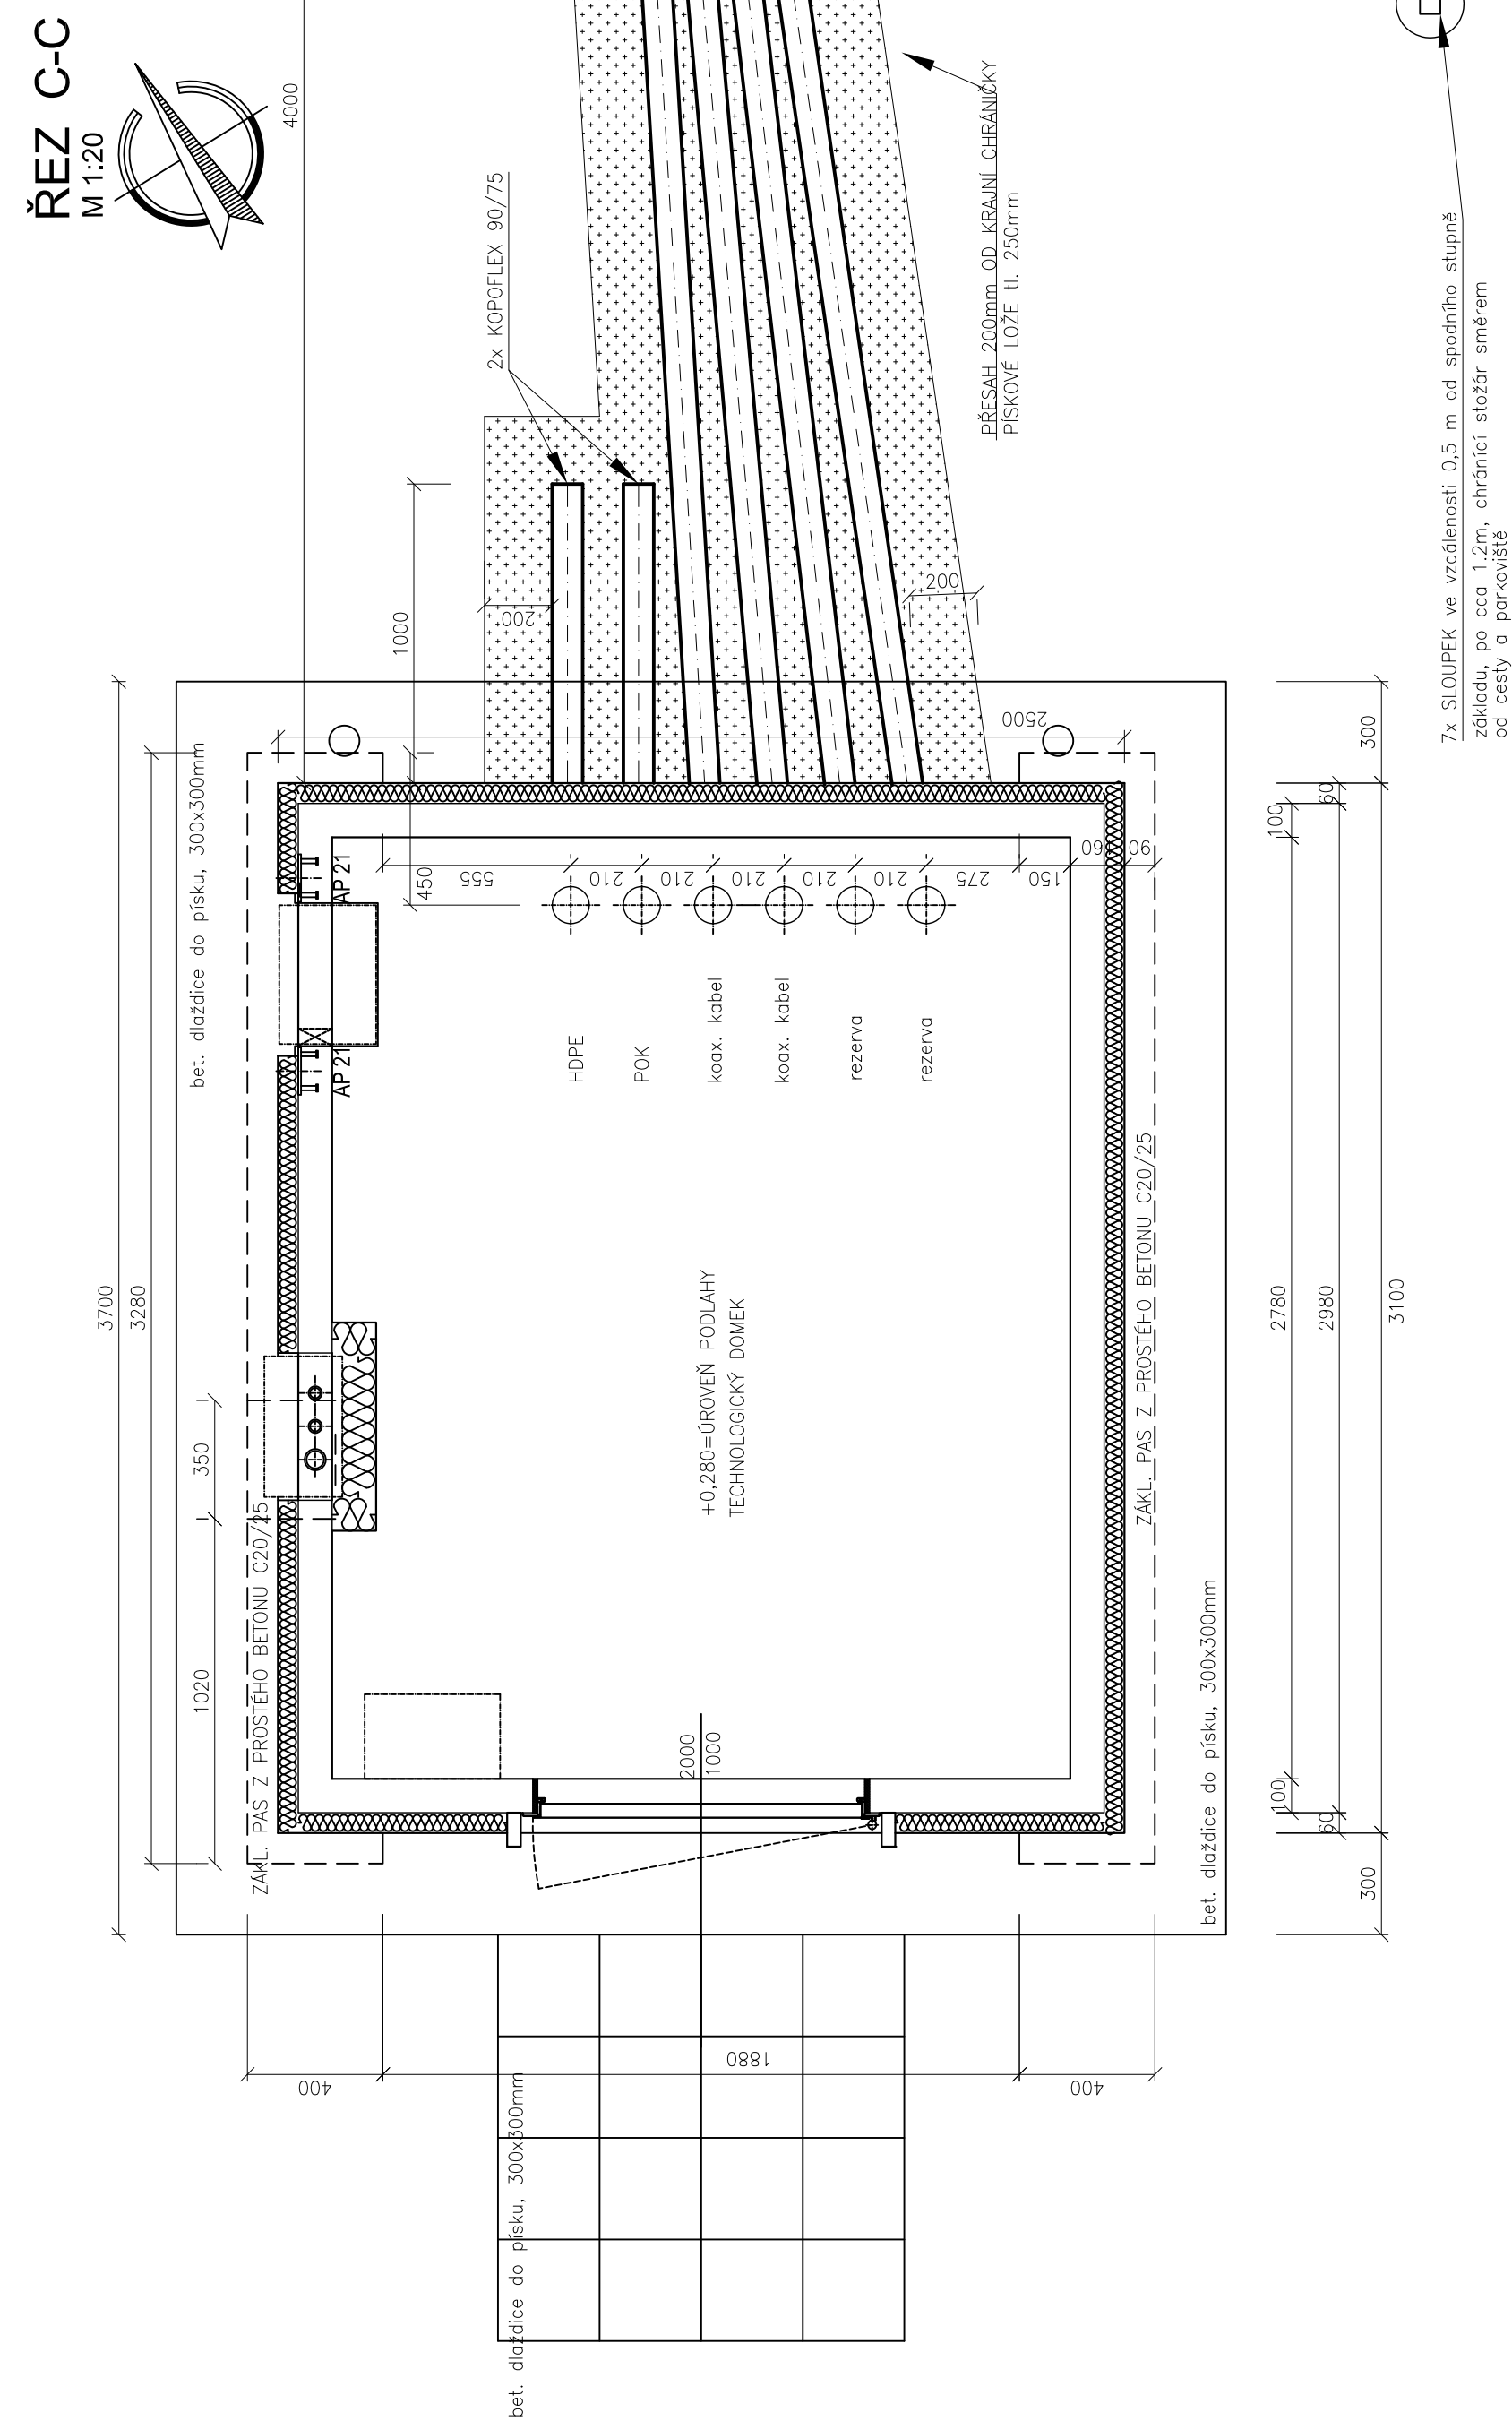 ŘEZ C-C
M 1:20
4000
2x KOPOFLEX 90/75
PŘESAH 200mm OD KRAJNÍ CHRÁNIČKY
PÍSKOVÉ LOŽE tl. 250mm
7x SLOUPEK ve vzdálenosti 0,5 m od spodního stupně
základu, po cca 1.2m, chránící stožár směrem
od cesty a parkoviště
1000
200
200
2500
bet. dlaždice do písku, 300x300mm
3700
3280
350
1020
AP 21
AP 21
450
555
210
210
210
210
210
275
150
160
90
HDPE
POK
koax. kabel
koax. kabel
rezerva
rezerva
+0,280=ÚROVEŇ PODLAHY
TECHNOLOGICKÝ DOMEK
ZÁKL. PAS Z PROSTÉHO BETONU C20/25
ZÁKL. PAS Z PROSTÉHO BETONU C20/25
2000
1000
bet. dlaždice do písku, 300x300mm
100
2780
100
60
2980
60
300
3100
300
400
1880
400
bet. dlaždice do písku, 300x300mm